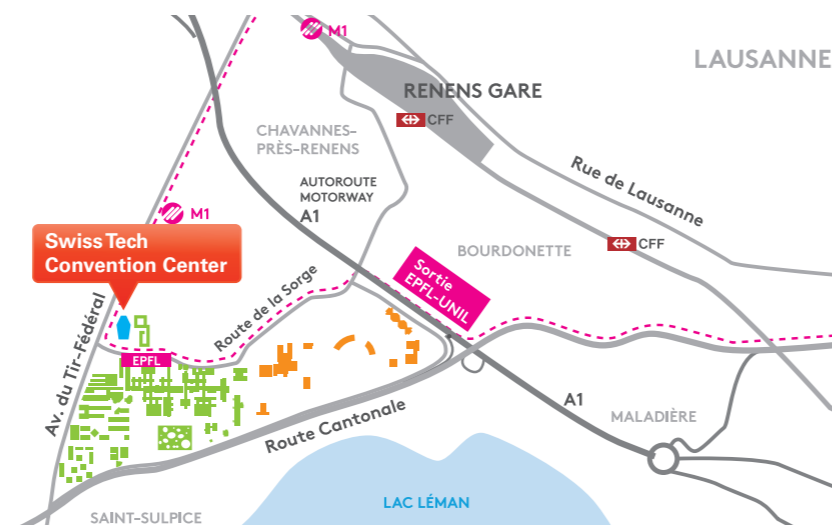 M1
LAUSANNE
RENENS GARE
CFF
CHAVANNES-
PRÈS-RENENS
Rue de Lausanne
AUTOROUTE
MOTORWAY
A1
M1
Swiss Tech
Convention Center
CFF
BOURDONETTE
Sortie
EPFL-UNIL
Route de la Sorge
Av. du Tir-Fédéral
EPFL
A1
Route Cantonale
MALADIÈRE
LAC LÉMAN
SAINT-SULPICE